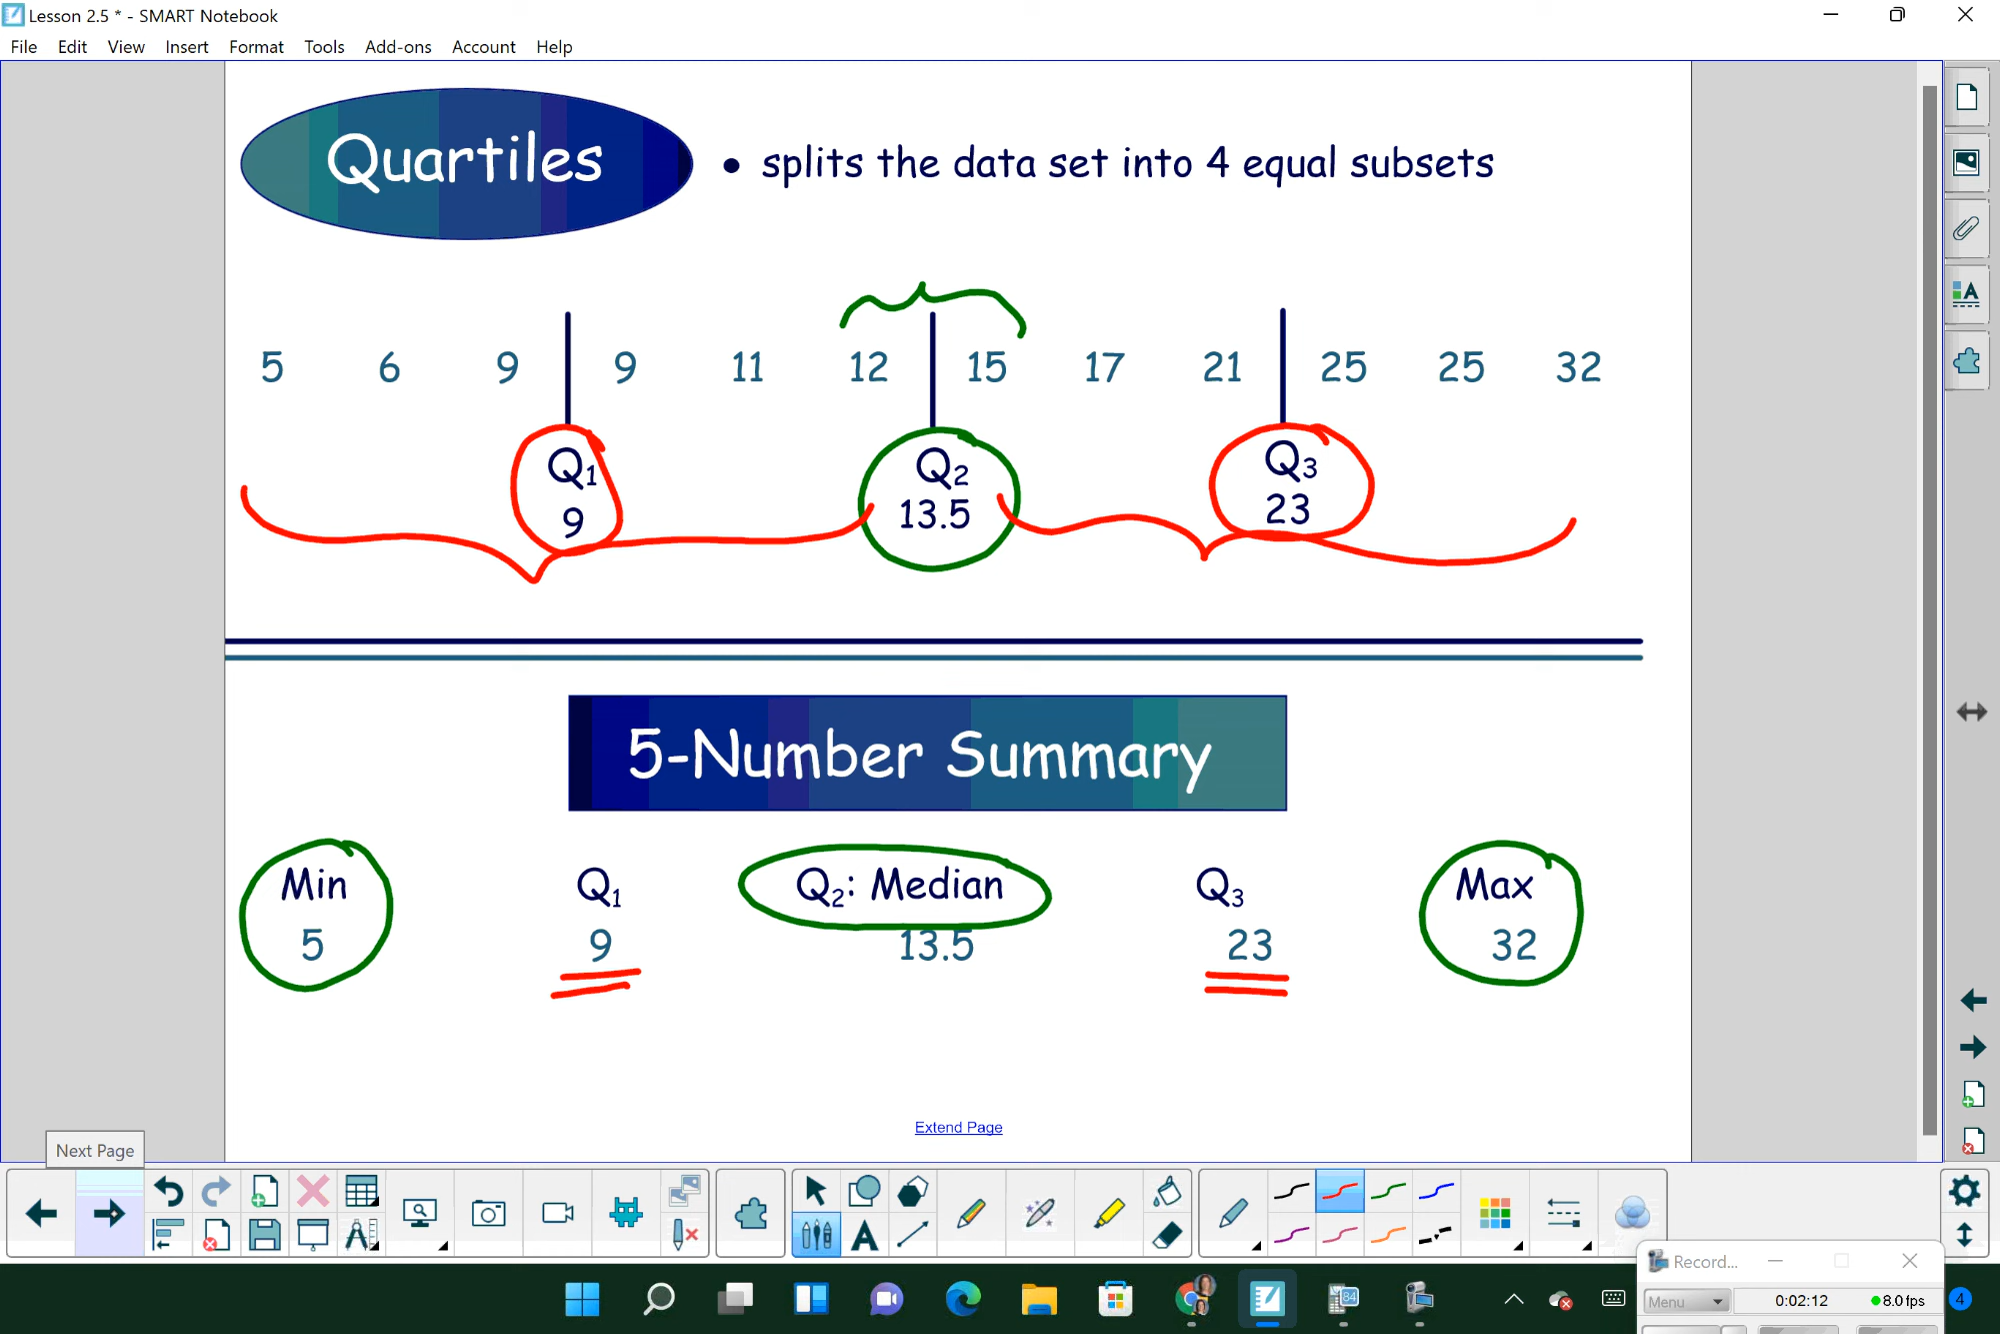 Lesson 2.5 * - SMART Notebook
File Edit View Insert Format Tools Add-ons Account Help
Quartiles
• splits the data set into 4 equal subsets
5 6 9 9 11 12 15 17 21 25 25 32
Q1 Q2 Q3
9 13.5 23
5-Number Summary
Min Q1 Q2: Median Q3 Max
5 9 13.5 23 32
Extend Page
Next Page
A
A
Record...
84
Menu 0:02:12 8.0 fps 4